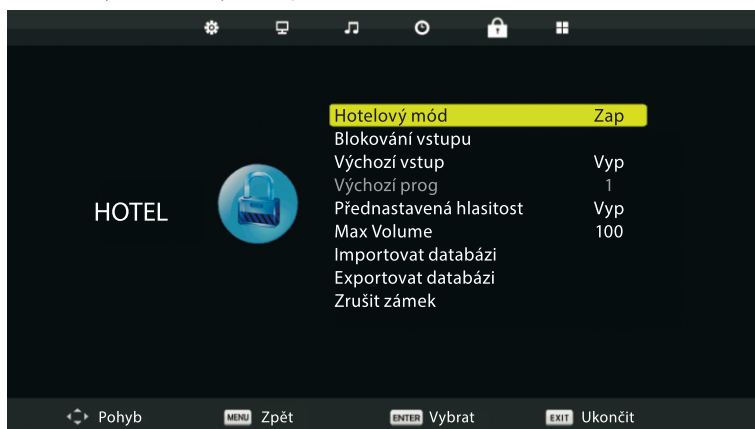 Hotelový mód Zap
Blokování vstupu
Výchozí vstup Vyp
Výchozí prog 1
HOTEL
Přednastavená hlasitost Vyp
Max Volume 100
Importovat databázi
Exportovat databázi
Zrušit zámek
Pohyb MENU Zpět ENTER Vybrat EXIT Ukončit